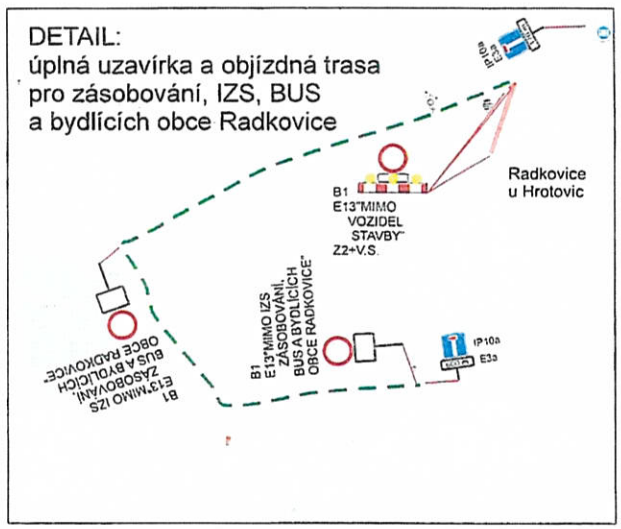 DETAIL:
úplná uzavírka a objízdná trasa
pro zásobování, IZS, BUS
a bydlících obce Radkovice
IP10a
E3a
Radkovice
u Hrotovic
B1
E13"MIMO
VOZIDEL
STAVBY"
Z2+V.S.
B1
E13"MIMO IZS
ZÁSOBOVÁNÍ,
BUS A BYDLÍCÍCH
OBCE RADKOVICE"
IP10a
E3a
B1
E13"MIMO IZS
ZÁSOBOVÁNÍ,
BUS A BYDLÍCÍCH
OBCE RADKOVICE"